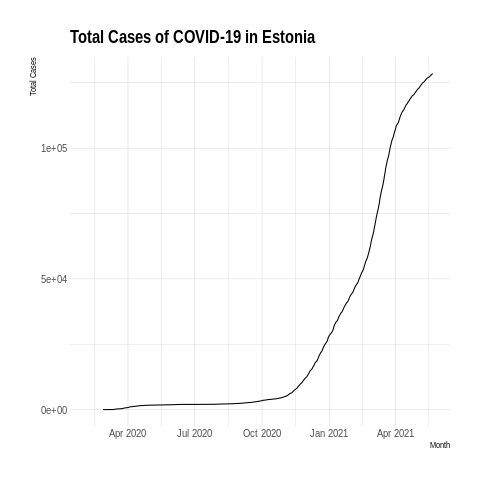 Total Cases of COVID-19 in Estonia
Total Cases
1e+05
5e+04
0e+00
Apr 2020 Jul 2020 Oct 2020 Jan 2021 Apr 2021
Month